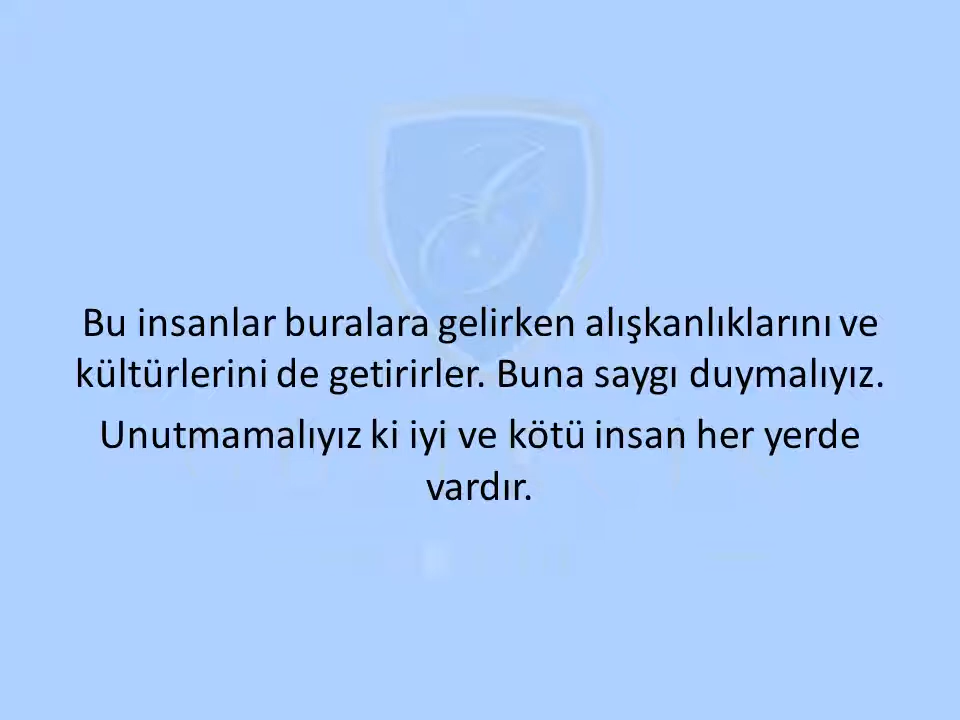 Bu insanlar buralara gelirken alışkanlıklarını ve
kültürlerini de getirirler. Buna saygı duymalıyız.
Unutmamalıyız ki iyi ve kötü insan her yerde
vardır.